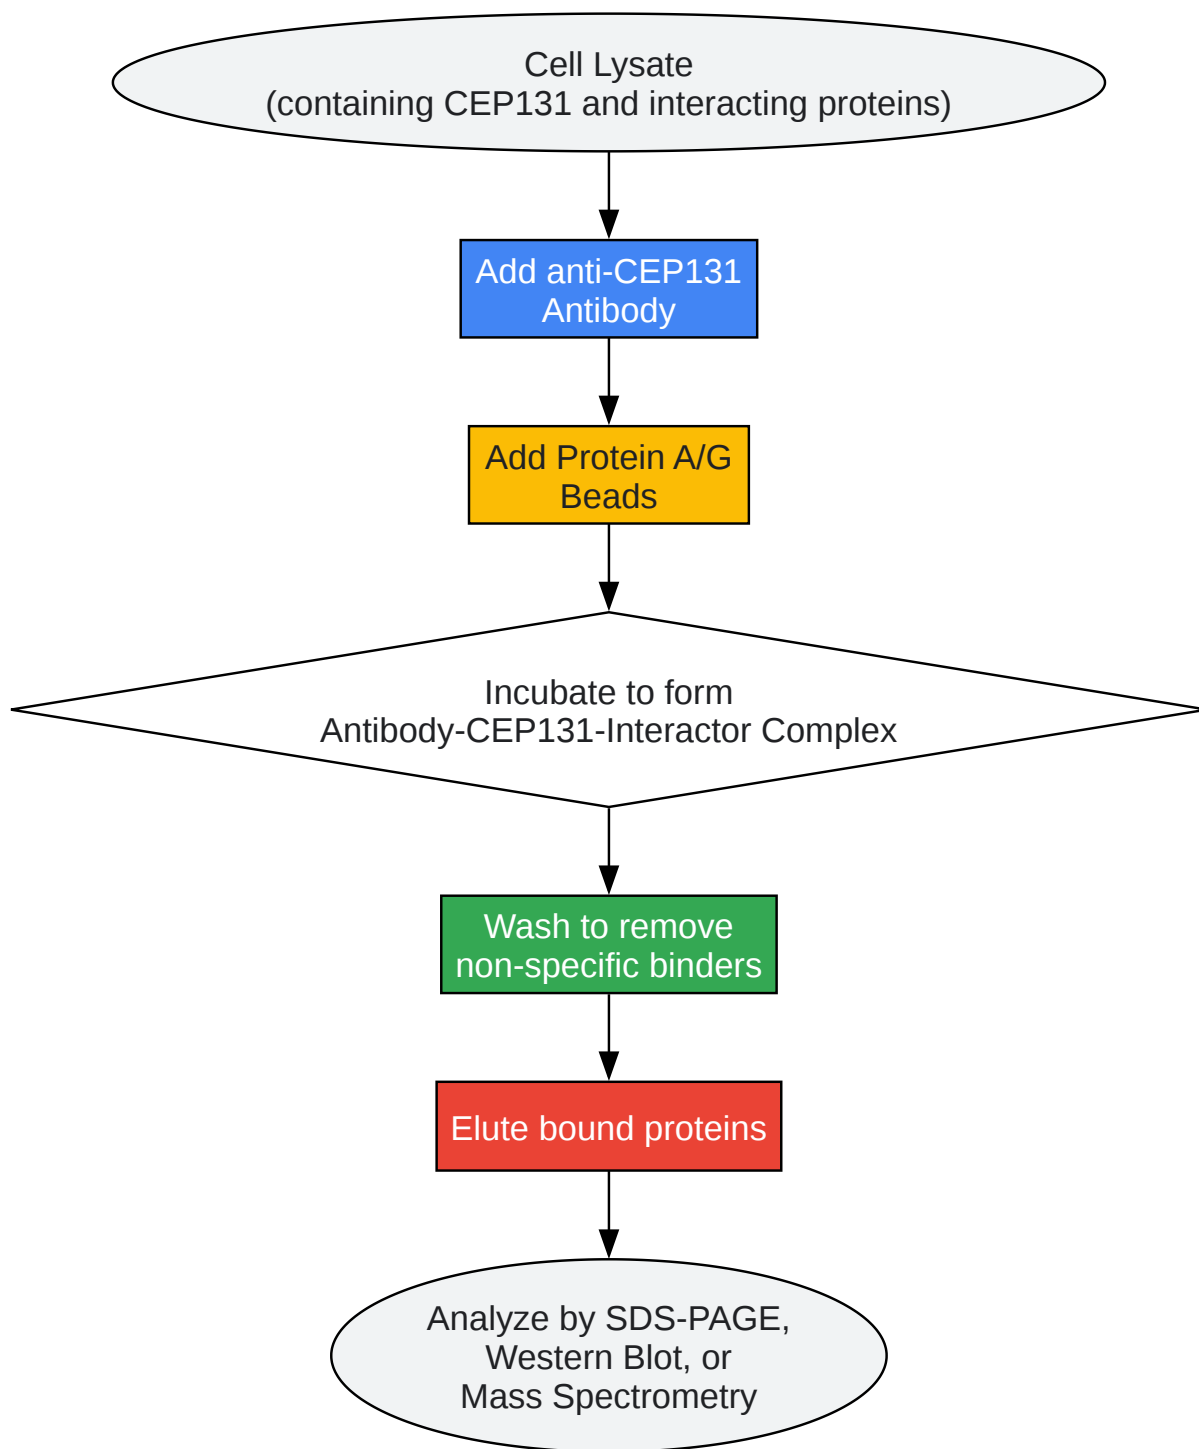 Cell Lysate
(containing CEP131 and interacting proteins)
Add anti-CEP131
Antibody
Add Protein A/G
Beads
Incubate to form
Antibody-CEP131-Interactor Complex
Wash to remove
non-specific binders
Elute bound proteins
Analyze by SDS-PAGE,
Western Blot, or
Mass Spectrometry